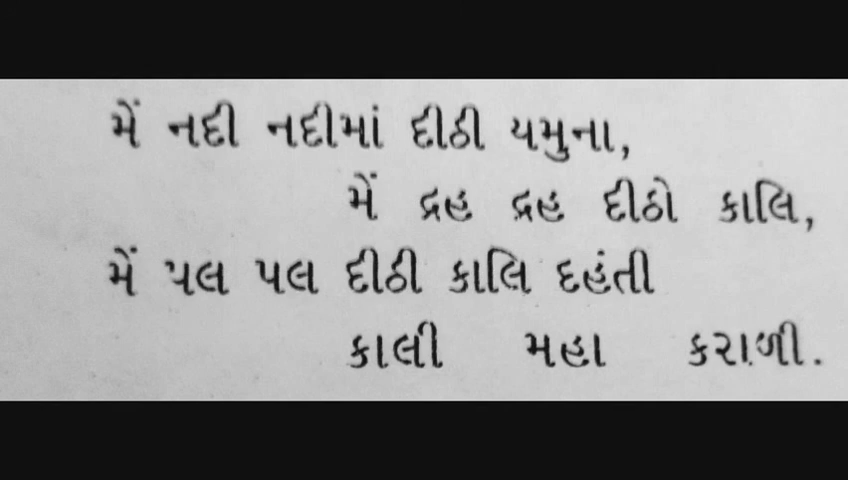 મેં નદી નદીમાં દીઠી યમુના,
મેં દ્રહ દ્રહ દીઠો કાલિ,
મેં પલ પલ દીઠી કાલિ દહંતી
કાલી મહા કરાળી.